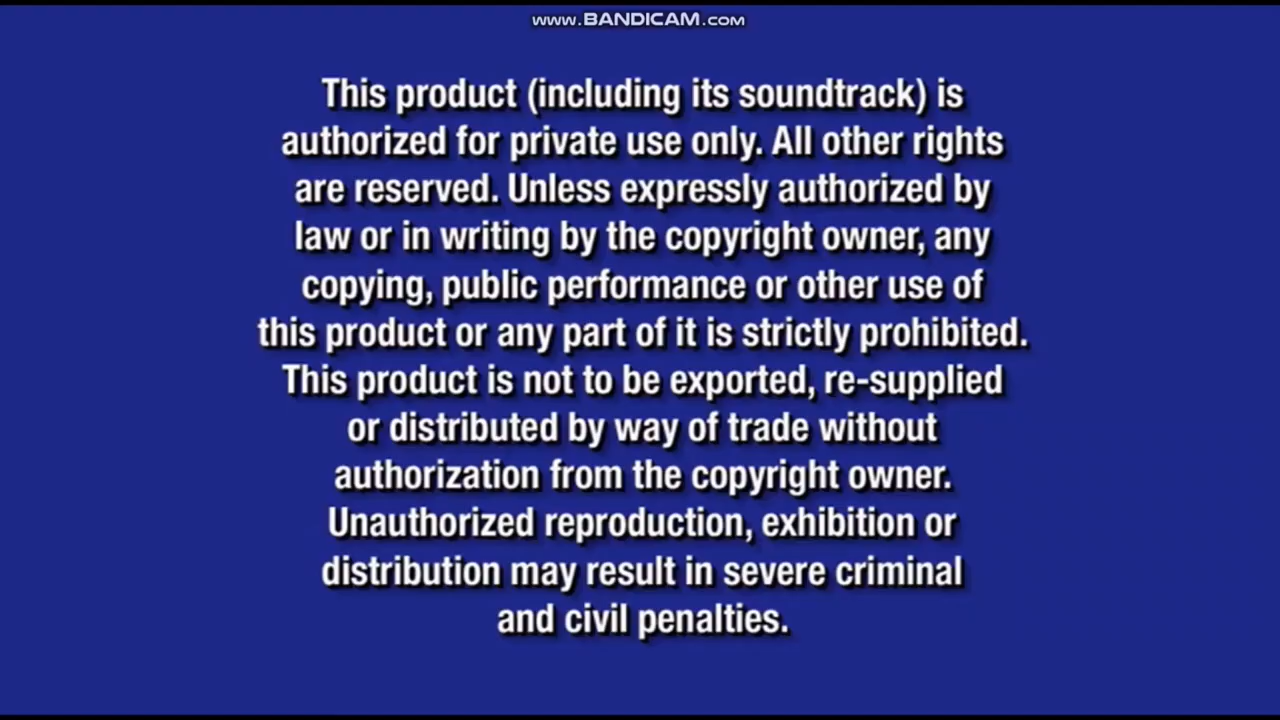 www.BANDICAM.com
This product (including its soundtrack) is
authorized for private use only. All other rights
are reserved. Unless expressly authorized by
law or in writing by the copyright owner, any
copying, public performance or other use of
this product or any part of it is strictly prohibited.
This product is not to be exported, re-supplied
or distributed by way of trade without
authorization from the copyright owner.
Unauthorized reproduction, exhibition or
distribution may result in severe criminal
and civil penalties.